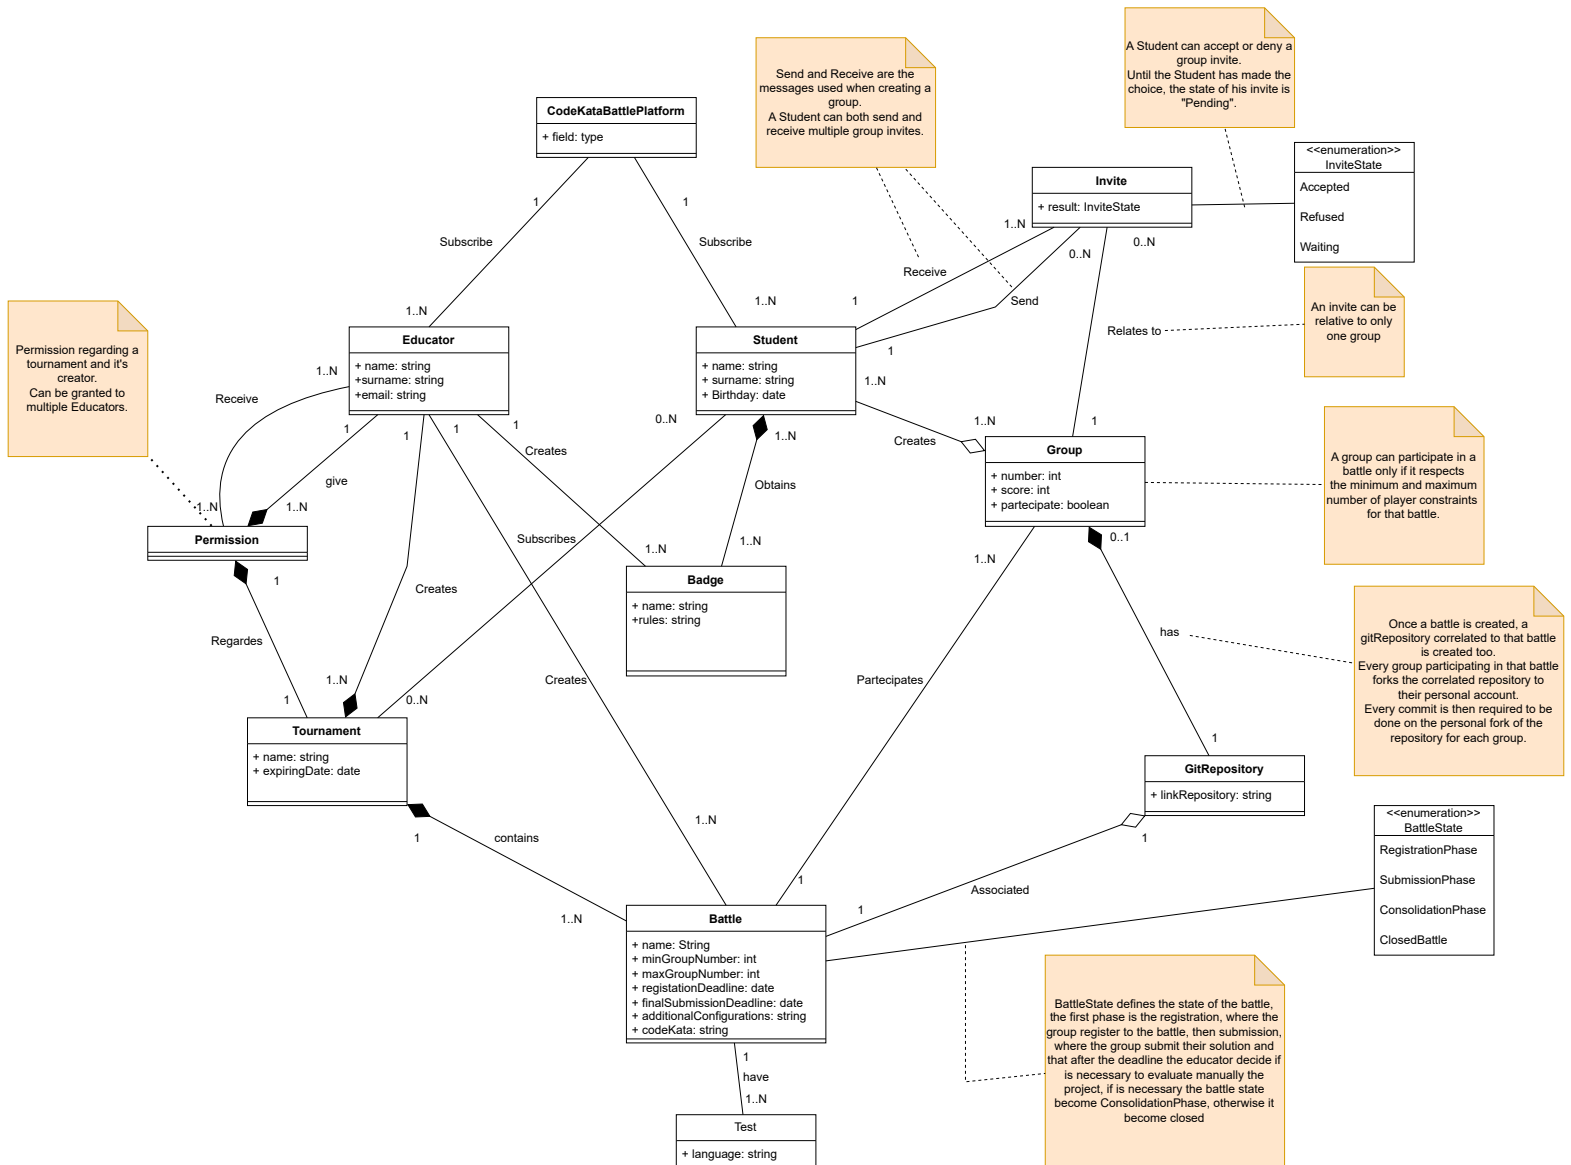 A Student can accept or deny a
group invite.
Until the Student has made the
choice, the state of his invite is
"Pending".
Send and Receive are the
messages used when creating a
group.
A Student can both send and
receive multiple group invites.
CodeKataBattlePlatform
+ field: type
<<enumeration>>
InviteState
Accepted
Refused
Waiting
Invite
+ result: InviteState
1
1
1..N
0..N
Subscribe
Subscribe
Receive
Send
1..N
1..N
1
1
An invite can be
relative to only
one group
Relates to
Permission regarding a
tournament and it's
creator.
Can be granted to
multiple Educators.
Educator
+ name: string
+surname: string
+email: string
Student
+ name: string
+ surname: string
+ Birthday: date
1..N
Receive
1..N
1..N
1
0..N
1
1
1
1
1..N
Creates
Creates
Group
+ number: int
+ score: int
+ partecipate: boolean
A group can participate in a
battle only if it respects
the minimum and maximum
number of player constraints
for that battle.
give
Obtains
1..N
1..N
Permission
Subscribes
1..N
1..N
1..N
0..1
1
Creates
Badge
+ name: string
+rules: string
Once a battle is created, a
gitRepository correlated to that battle
is created too.
Every group participating in that battle
forks the correlated repository to
their personal account.
Every commit is then required to be
done on the personal fork of the
repository for each group.
has
Regardes
1..N
Creates
Partecipates
1
0..N
1
Tournament
+ name: string
+ expiringDate: date
GitRepository
+ linkRepository: string
<<enumeration>>
BattleState
RegistrationPhase
SubmissionPhase
ConsolidationPhase
ClosedBattle
1
contains
1..N
1
Associated
1
1
1..N
Battle
+ name: String
+ minGroupNumber: int
+ maxGroupNumber: int
+ registationDeadline: date
+ finalSubmissionDeadline: date
+ additionalConfigurations: string
+ codeKata: string
BattleState defines the state of the battle,
the first phase is the registration, where the
group register to the battle, then submission,
where the group submit their solution and
that after the deadline the educator decide if
is necessary to evaluate manually the
project, if is necessary the battle state
become ConsolidationPhase, otherwise it
become closed
1
have
1..N
Test
+ language: string